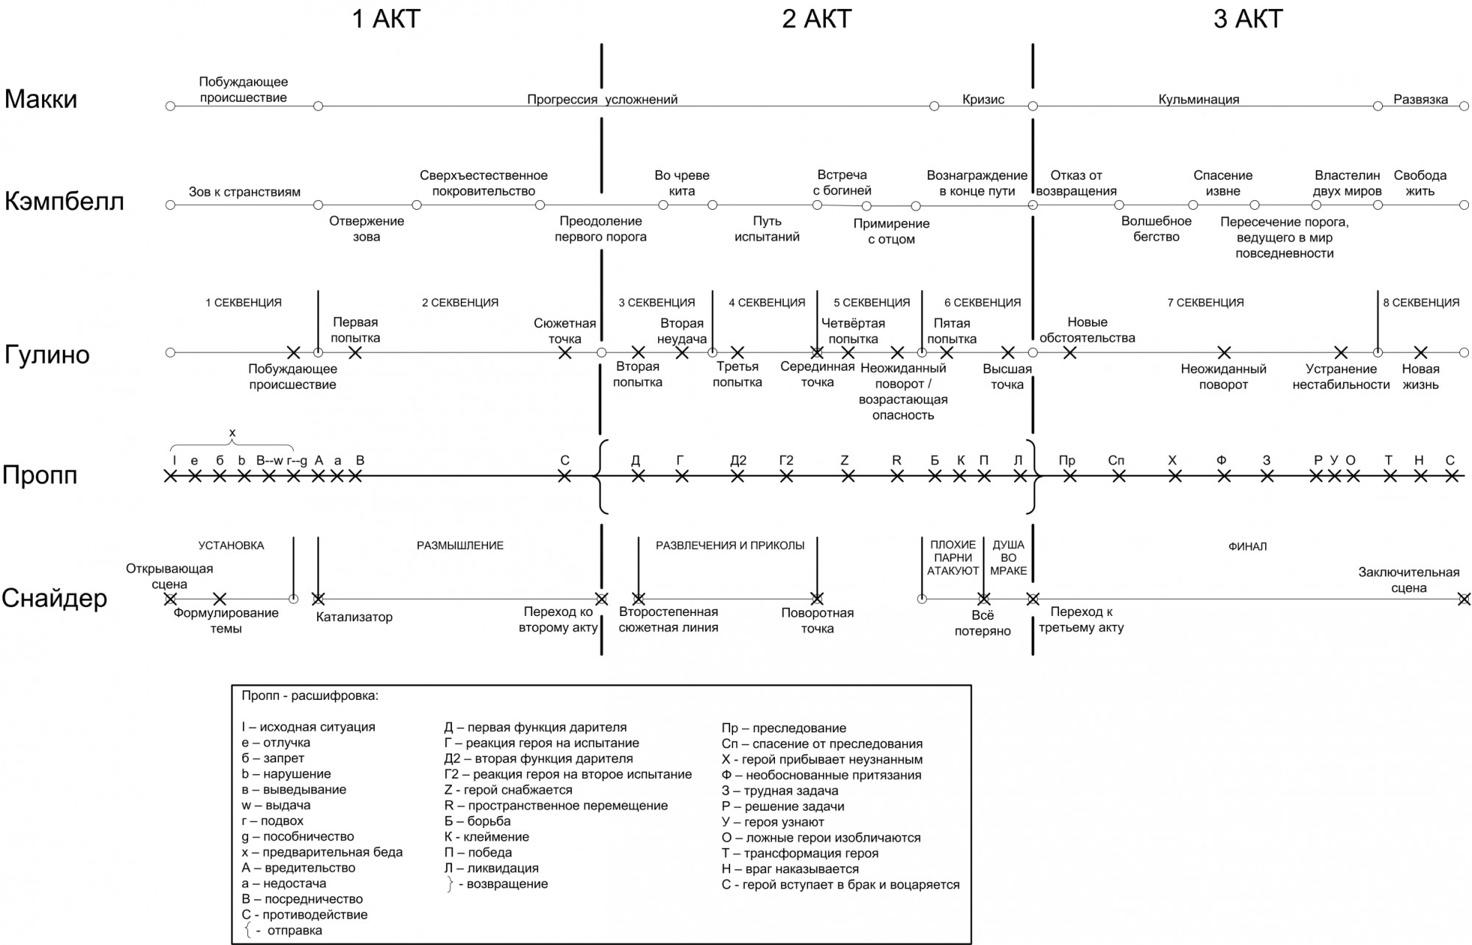 1 АКТ
2 АКТ
3 АКТ
Макки
Побуждающее
происшествие
Прогрессия усложнений
Кризис
Кульминация
Развязка
Кэмпбелл
Зов к странствиям
Отвержение
зова
Сверхъестественное
покровительство
Преодоление
первого порога
Во чреве
кита
Путь
испытаний
Встреча
с богиней
Примирение
с отцом
Вознаграждение
в конце пути
Отказ от
возвращения
Волшебное
бегство
Спасение
извне
Пересечение порога,
ведущего в мир
повседневности
Властелин
двух миров
Свобода
жить
Гулино
1 СЕКВЕНЦИЯ
2 СЕКВЕНЦИЯ
3 СЕКВЕНЦИЯ
4 СЕКВЕНЦИЯ
5 СЕКВЕНЦИЯ
6 СЕКВЕНЦИЯ
7 СЕКВЕНЦИЯ
8 СЕКВЕНЦИЯ
Побуждающее
происшествие
Первая
попытка
Сюжетная
точка
Вторая
попытка
Вторая
неудача
Третья
попытка
Серединная
точка
Четвёртая
попытка
Неожиданный
поворот /
возрастающая
опасность
Пятая
попытка
Высшая
точка
Новые
обстоятельства
Неожиданный
поворот
Устранение
нестабильности
Новая
жизнь
Пропп
х
I е б b В--w г--g А а В С Д Г Д2 Г2 Z R Б К П Л Пр Сп Х Ф З Р У О Т Н С
Снайдер
УСТАНОВКА
РАЗМЫШЛЕНИЕ
РАЗВЛЕЧЕНИЯ И ПРИКОЛЫ
ПЛОХИЕ
ПАРНИ
АТАКУЮТ
ДУША
ВО
МРАКЕ
ФИНАЛ
Открывающая
сцена
Формулирование
темы
Катализатор
Переход ко
второму акту
Второстепенная
сюжетная линия
Поворотная
точка
Всё
потеряно
Переход к
третьему акту
Заключительная
сцена
Пропп - расшифровка:
I – исходная ситуация
е – отлучка
б – запрет
b – нарушение
в – выведывание
w – выдача
г – подвох
g – пособничество
х – предварительная беда
А – вредительство
а – недостача
В – посредничество
С - противодействие
{ - отправка
Д – первая функция дарителя
Г – реакция героя на испытание
Д2 – вторая функция дарителя
Г2 – реакция героя на второе испытание
Z - герой снабжается
R – пространственное перемещение
Б – борьба
К - клеймение
П – победа
Л – ликвидация
} - возвращение
Пр – преследование
Сп – спасение от преследования
Х - герой прибывает неузнанным
Ф – необоснованные притязания
З – трудная задача
Р – решение задачи
У – героя узнают
О – ложные герои изобличаются
Т – трансформация героя
Н – враг наказывается
С - герой вступает в брак и воцаряется